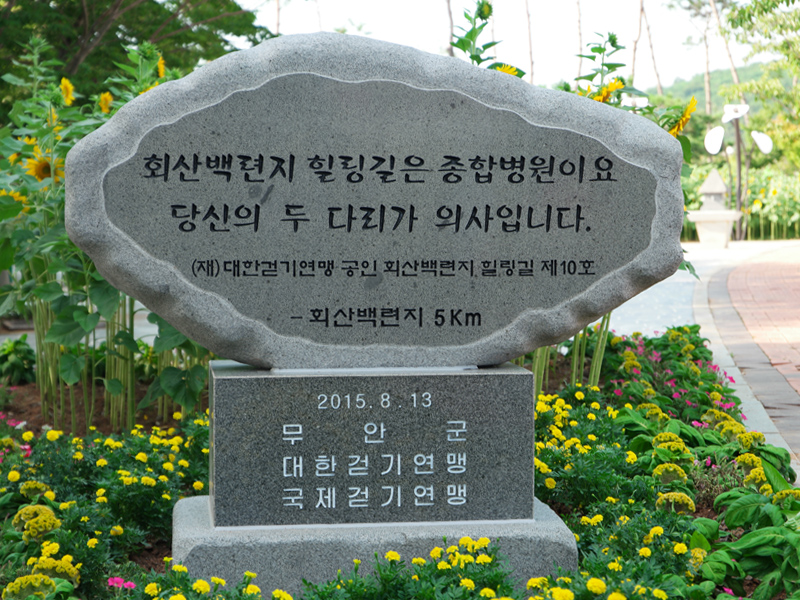 회산백련지 힐링길은 종합병원이요
당신의 두 다리가 의사입니다.
(재)대한걷기연맹 공인 회산백련지 힐링길 제10호
- 회산백련지 5Km
2015. 8. 13
무 안 군
대한걷기연맹
국제걷기연맹